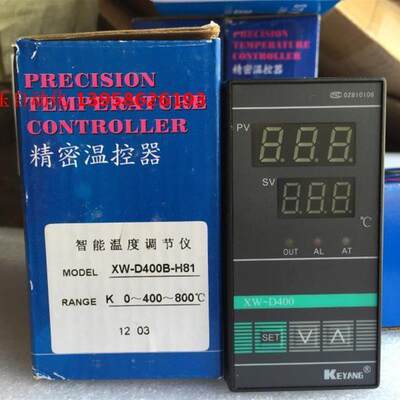 PRECISION
TEMPERATURE
CONTROLLER
精密温控器
智能温度调节仪
MODEL XW-D400B-H81
RANGE K 0~400~800℃
12 03
PRECISION
TEMPERATURE
CONTROLLER
精密温控器
02810106
PV
SV
℃
OUT AL AT
XW-D400
SET
KEYANG®